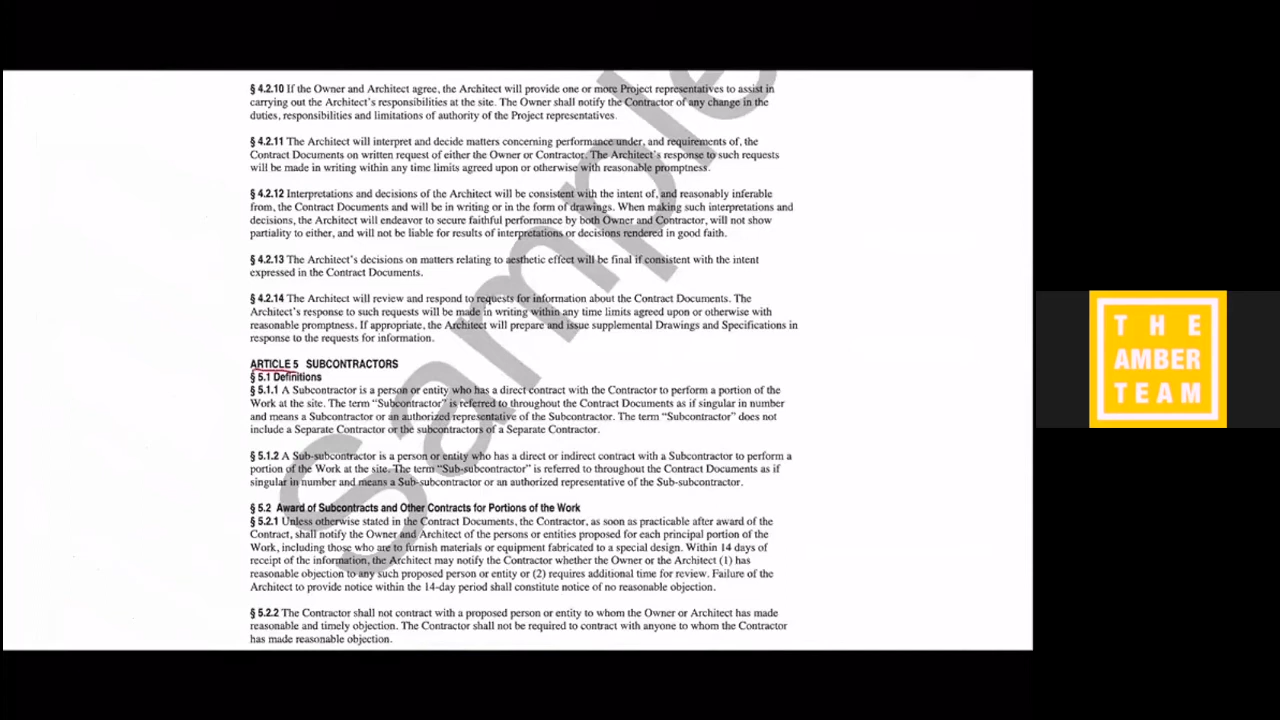 § 4.2.10 If the Owner and Architect agree, the Architect will provide one or more Project representatives to assist in
carrying out the Architect's responsibilities at the site. The Owner shall notify the Contractor of any change in the
duties, responsibilities and limitations of authority of the Project representatives.
§ 4.2.11 The Architect will interpret and decide matters concerning performance under, and requirements of, the
Contract Documents on written request of either the Owner or Contractor. The Architect's response to such requests
will be made in writing within any time limits agreed upon or otherwise with reasonable promptness.
§ 4.2.12 Interpretations and decisions of the Architect will be consistent with the intent of, and reasonably inferable
from, the Contract Documents and will be in writing or in the form of drawings. When making such interpretations and
decisions, the Architect will endeavor to secure faithful performance by both Owner and Contractor, will not show
partiality to either, and will not be liable for results of interpretations or decisions rendered in good faith.
§ 4.2.13 The Architect's decisions on matters relating to aesthetic effect will be final if consistent with the intent
expressed in the Contract Documents.
§ 4.2.14 The Architect will review and respond to requests for information about the Contract Documents. The
Architect's response to such requests will be made in writing within any time limits agreed upon or otherwise with
reasonable promptness. If appropriate, the Architect will prepare and issue supplemental Drawings and Specifications in
response to the requests for information.
ARTICLE 5 SUBCONTRACTORS
§ 5.1 Definitions
§ 5.1.1 A Subcontractor is a person or entity who has a direct contract with the Contractor to perform a portion of the
Work at the site. The term "Subcontractor" is referred to throughout the Contract Documents as if singular in number
and means a Subcontractor or an authorized representative of the Subcontractor. The term "Subcontractor" does not
include a Separate Contractor or the subcontractors of a Separate Contractor.
§ 5.1.2 A Sub-subcontractor is a person or entity who has a direct or indirect contract with a Subcontractor to perform a
portion of the Work at the site. The term "Sub-subcontractor" is referred to throughout the Contract Documents as if
singular in number and means a Sub-subcontractor or an authorized representative of the Sub-subcontractor.
§ 5.2 Award of Subcontracts and Other Contracts for Portions of the Work
§ 5.2.1 Unless otherwise stated in the Contract Documents, the Contractor, as soon as practicable after award of the
Contract, shall notify the Owner and Architect of the persons or entities proposed for each principal portion of the
Work, including those who are to furnish materials or equipment fabricated to a special design. Within 14 days of
receipt of the information, the Architect may notify the Contractor whether the Owner or the Architect (1) has
reasonable objection to any such proposed person or entity or (2) requires additional time for review. Failure of the
Architect to provide notice within the 14-day period shall constitute notice of no reasonable objection.
§ 5.2.2 The Contractor shall not contract with a proposed person or entity to whom the Owner or Architect has made
reasonable and timely objection. The Contractor shall not be required to contract with anyone to whom the Contractor
has made reasonable objection.
Sample
THE
AMBER
TEAM